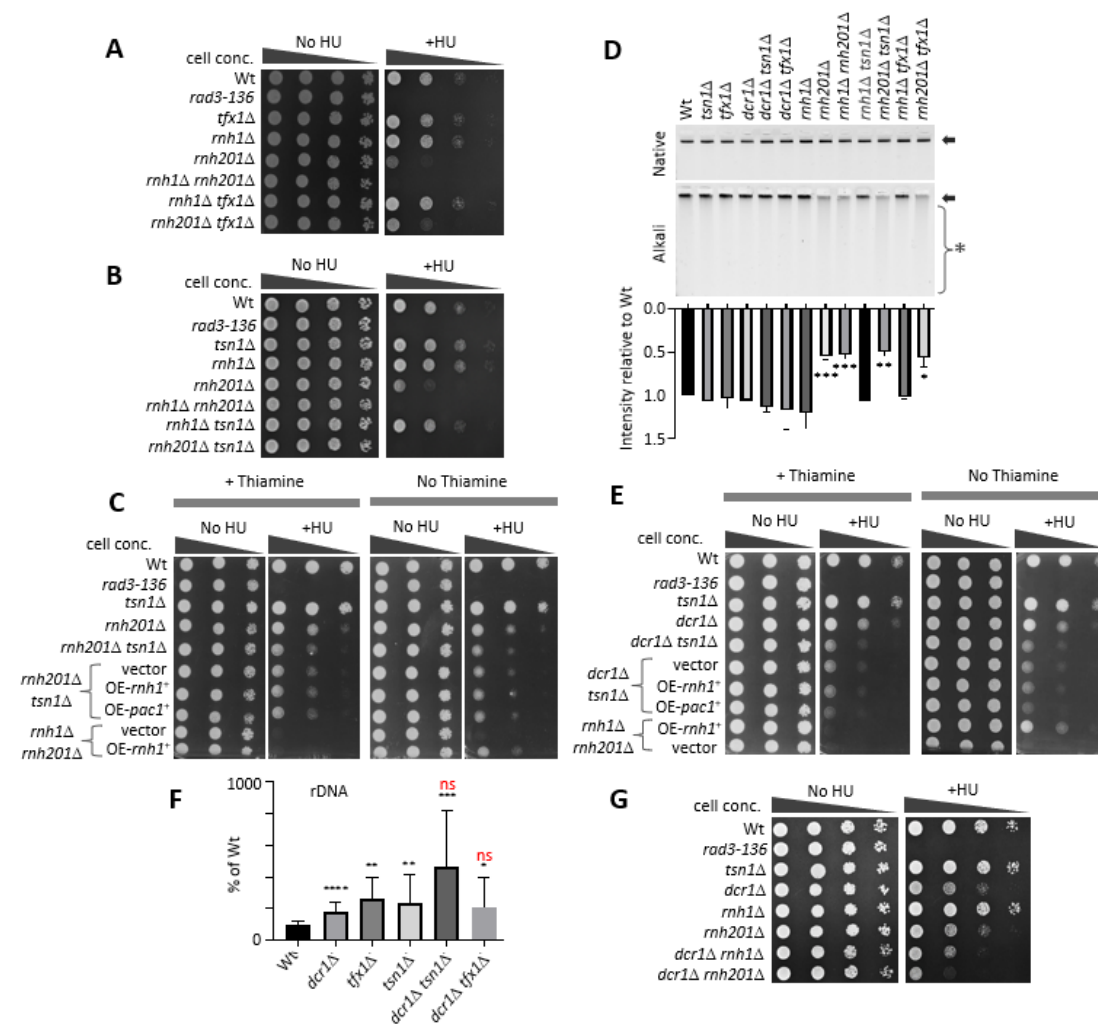 A
No HU
+HU
cell conc.
Wt
rad3-136
tfx1Δ
rnh1Δ
rnh201Δ
rnh1Δ rnh201Δ
rnh1Δ tfx1Δ
rnh201Δ tfx1Δ
B
No HU
+HU
cell conc.
Wt
rad3-136
tsn1Δ
rnh1Δ
rnh201Δ
rnh1Δ rnh201Δ
rnh1Δ tsn1Δ
rnh201Δ tsn1Δ
D
Wt
tsn1Δ
tfx1Δ
dcr1Δ
dcr1Δ tsn1Δ
dcr1Δ tfx1Δ
rnh1Δ
rnh201Δ
rnh1Δ rnh201Δ
rnh1Δ tsn1Δ
rnh201Δ tsn1Δ
rnh1Δ tfx1Δ
rnh201Δ tfx1Δ
Native
Alkali
*
Intensity relative to Wt
0.0
0.5
1.0
1.5
***
***
**
*
C
+ Thiamine
No Thiamine
No HU
+HU
No HU
+HU
cell conc.
Wt
rad3-136
tsn1Δ
rnh201Δ
rnh201Δ tsn1Δ
rnh201Δ
tsn1Δ
vector
OE-rnh1+
OE-pac1+
rnh1Δ
rnh201Δ
vector
OE-rnh1+
E
+ Thiamine
No Thiamine
No HU
+HU
No HU
+HU
cell conc.
Wt
rad3-136
tsn1Δ
dcr1Δ
dcr1Δ tsn1Δ
dcr1Δ
tsn1Δ
vector
OE-rnh1+
OE-pac1+
rnh1Δ
rnh201Δ
OE-rnh1+
vector
F
rDNA
% of Wt
1000
0
****
**
**
ns
***
ns
*
Wt
dcr1Δ
tfx1Δ
tsn1Δ
dcr1Δ tsn1Δ
dcr1Δ tfx1Δ
G
No HU
+HU
cell conc.
Wt
rad3-136
tsn1Δ
dcr1Δ
rnh1Δ
rnh201Δ
dcr1Δ rnh1Δ
dcr1Δ rnh201Δ